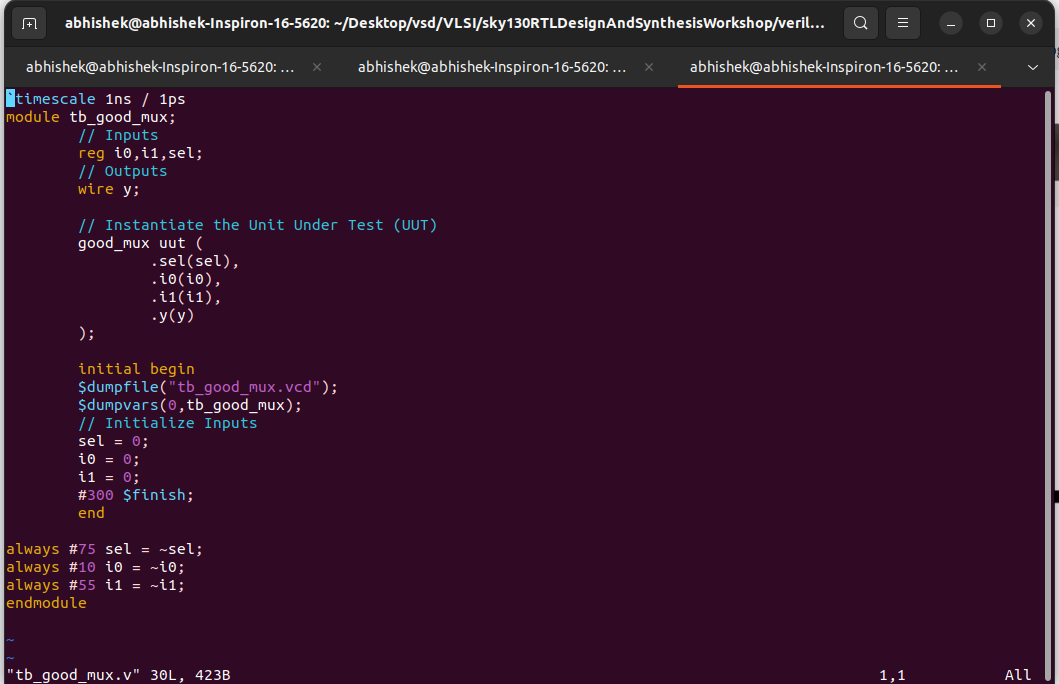 abhishek@abhishek-Inspiron-16-5620: ~/Desktop/vsd/VLSI/sky130RTLDesignAndSynthesisWorkshop/veril...
abhishek@abhishek-Inspiron-16-5620: ... × abhishek@abhishek-Inspiron-16-5620: ... × abhishek@abhishek-Inspiron-16-5620: ... ×
`timescale 1ns / 1ps
module tb_good_mux;
        // Inputs
        reg i0,i1,sel;
        // Outputs
        wire y;

        // Instantiate the Unit Under Test (UUT)
        good_mux uut (
                .sel(sel),
                .i0(i0),
                .i1(i1),
                .y(y)
        );

        initial begin
        $dumpfile("tb_good_mux.vcd");
        $dumpvars(0,tb_good_mux);
        // Initialize Inputs
        sel = 0;
        i0 = 0;
        i1 = 0;
        #300 $finish;
        end

always #75 sel = ~sel;
always #10 i0 = ~i0;
always #55 i1 = ~i1;
endmodule

~
~
"tb_good_mux.v" 30L, 423B 1,1 All